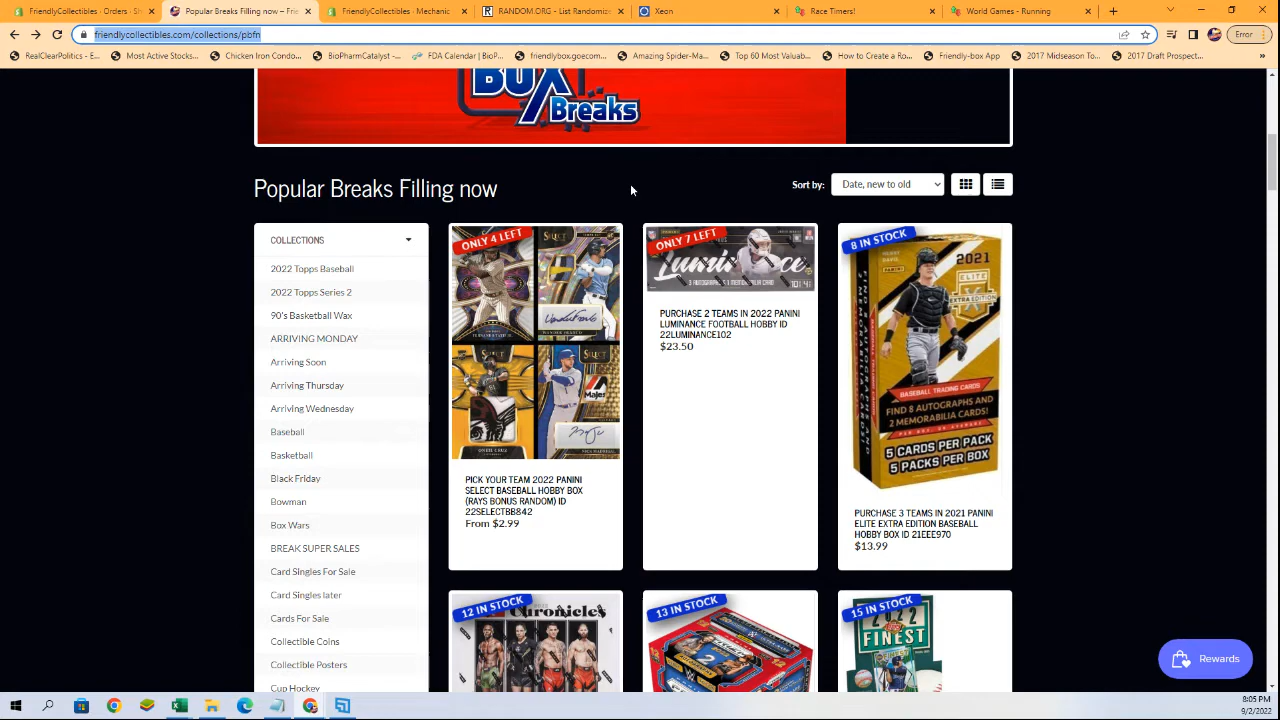 FriendlyCollectibles · Orders · Sh
Popular Breaks Filling now – Frie
FriendlyCollectibles - Mechanic
RANDOM.ORG - List Randomize
Xeon
Race Timers!
World Games - Running
friendlycollectibles.com/collections/pbfn
Error
RealClearPolitics - E...
Most Active Stocks...
Chicken Iron Condo...
BioPharmCatalyst -...
FDA Calendar | BioP...
friendlybox.goecom...
Amazing Spider-Ma...
Top 60 Most Valuab...
How to Create a Ro...
Friendly-box App
2017 Midseason To...
2017 Draft Prospect...
BOX
Breaks
Popular Breaks Filling now
Sort by:
Date, new to old
COLLECTIONS
2022 Topps Baseball
2022 Topps Series 2
90's Basketball Wax
ARRIVING MONDAY
Arriving Soon
Arriving Thursday
Arriving Wednesday
Baseball
Basketball
Black Friday
Bowman
Box Wars
BREAK SUPER SALES
Card Singles For Sale
Card Singles later
Cards For Sale
Collectible Coins
Collectible Posters
Cup Hockey
ONLY 4 LEFT
SELECT
SELECT
PICK YOUR TEAM 2022 PANINI
SELECT BASEBALL HOBBY BOX
(RAYS BONUS RANDOM) ID
22SELECTBB842
From $2.99
ONLY 7 LEFT
Luminance
PURCHASE 2 TEAMS IN 2022 PANINI
LUMINANCE FOOTBALL HOBBY ID
22LUMINANCE102
$23.50
8 IN STOCK
2021
PANINI
ELITE
EXTRA EDITION
BASEBALL
TRADING CARDS
FIND 8 AUTOGRAPHS AND
2 MEMORABILIA CARDS!
5 CARDS PER PACK
5 PACKS PER BOX
PURCHASE 3 TEAMS IN 2021 PANINI
ELITE EXTRA EDITION BASEBALL
HOBBY BOX ID 21EEE970
$13.99
12 IN STOCK
Chronicles
13 IN STOCK
15 IN STOCK
2022
FINEST
Rewards
8:05 PM
9/2/2022